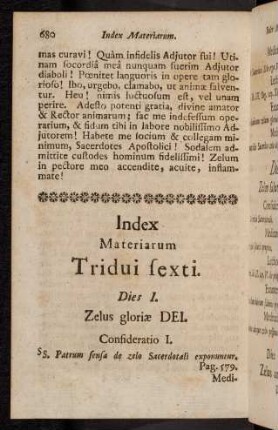 680 Index Materiarum.
mas curavi! Quàm infidelis Adjutor fui! Uti-
nam socordiâ meâ nunquam fuerim Adjutor
diaboli! Pœnitet languoris in opere tam glo-
rioso! Ibo, urgebo, clamabo, ut animæ salven-
tur. Heu! nimis luctuosum est, vel unam
perire. Adesto potenti gratia, divine amator
& Rector animarum; fac me indefessum ope-
rarium, & fidum tibi in labore nobilissimo Ad-
jutorem! Habete me socium & collegam mi-
nimum, Sacerdotes Apostolici! Sodalem ad-
mittite custodes hominum fidelissimi! Zelum
in pectore meo accendite, acuite, inflam-
mate!
Index
Materiarum
Tridui sexti.
Dies I.
Zelus gloriæ DEI.
Consideratio I.
SS. Patrum sensa de zelo Sacerdotali exponuntur.
Pag. 579.
Medi-